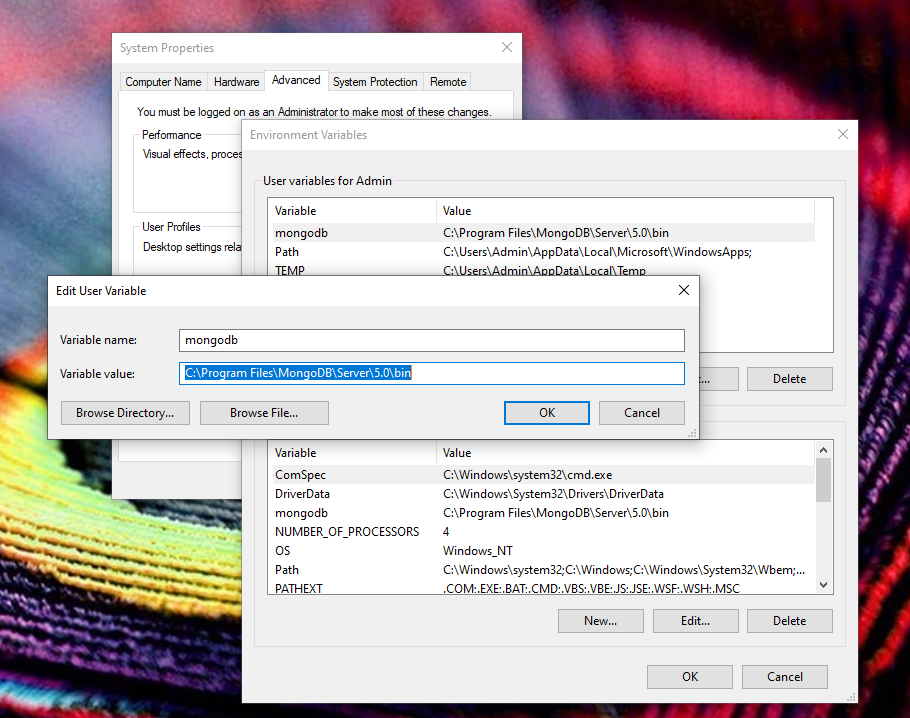 System Properties
Computer Name Hardware Advanced System Protection Remote
You must be logged on as an Administrator to make most of these changes.
Performance
Visual effects, proces
User Profiles
Desktop settings rela
Environment Variables
User variables for Admin
Variable Value
mongodb C:\Program Files\MongoDB\Server\5.0\bin
Path C:\Users\Admin\AppData\Local\Microsoft\WindowsApps;
TEMP C:\Users\Admin\AppData\Local\Temp
Delete
Edit User Variable
Variable name: mongodb
Variable value: C:\Program Files\MongoDB\Server\5.0\bin
Browse Directory... Browse File... OK Cancel
Variable Value
ComSpec C:\Windows\system32\cmd.exe
DriverData C:\Windows\System32\Drivers\DriverData
mongodb C:\Program Files\MongoDB\Server\5.0\bin
NUMBER_OF_PROCESSORS 4
OS Windows_NT
Path C:\Windows\system32;C:\Windows;C:\Windows\System32\Wbem;...
PATHEXT .COM;.EXE;.BAT;.CMD;.VBS;.VBE;.JS;.JSE;.WSF;.WSH;.MSC
New... Edit... Delete
OK Cancel